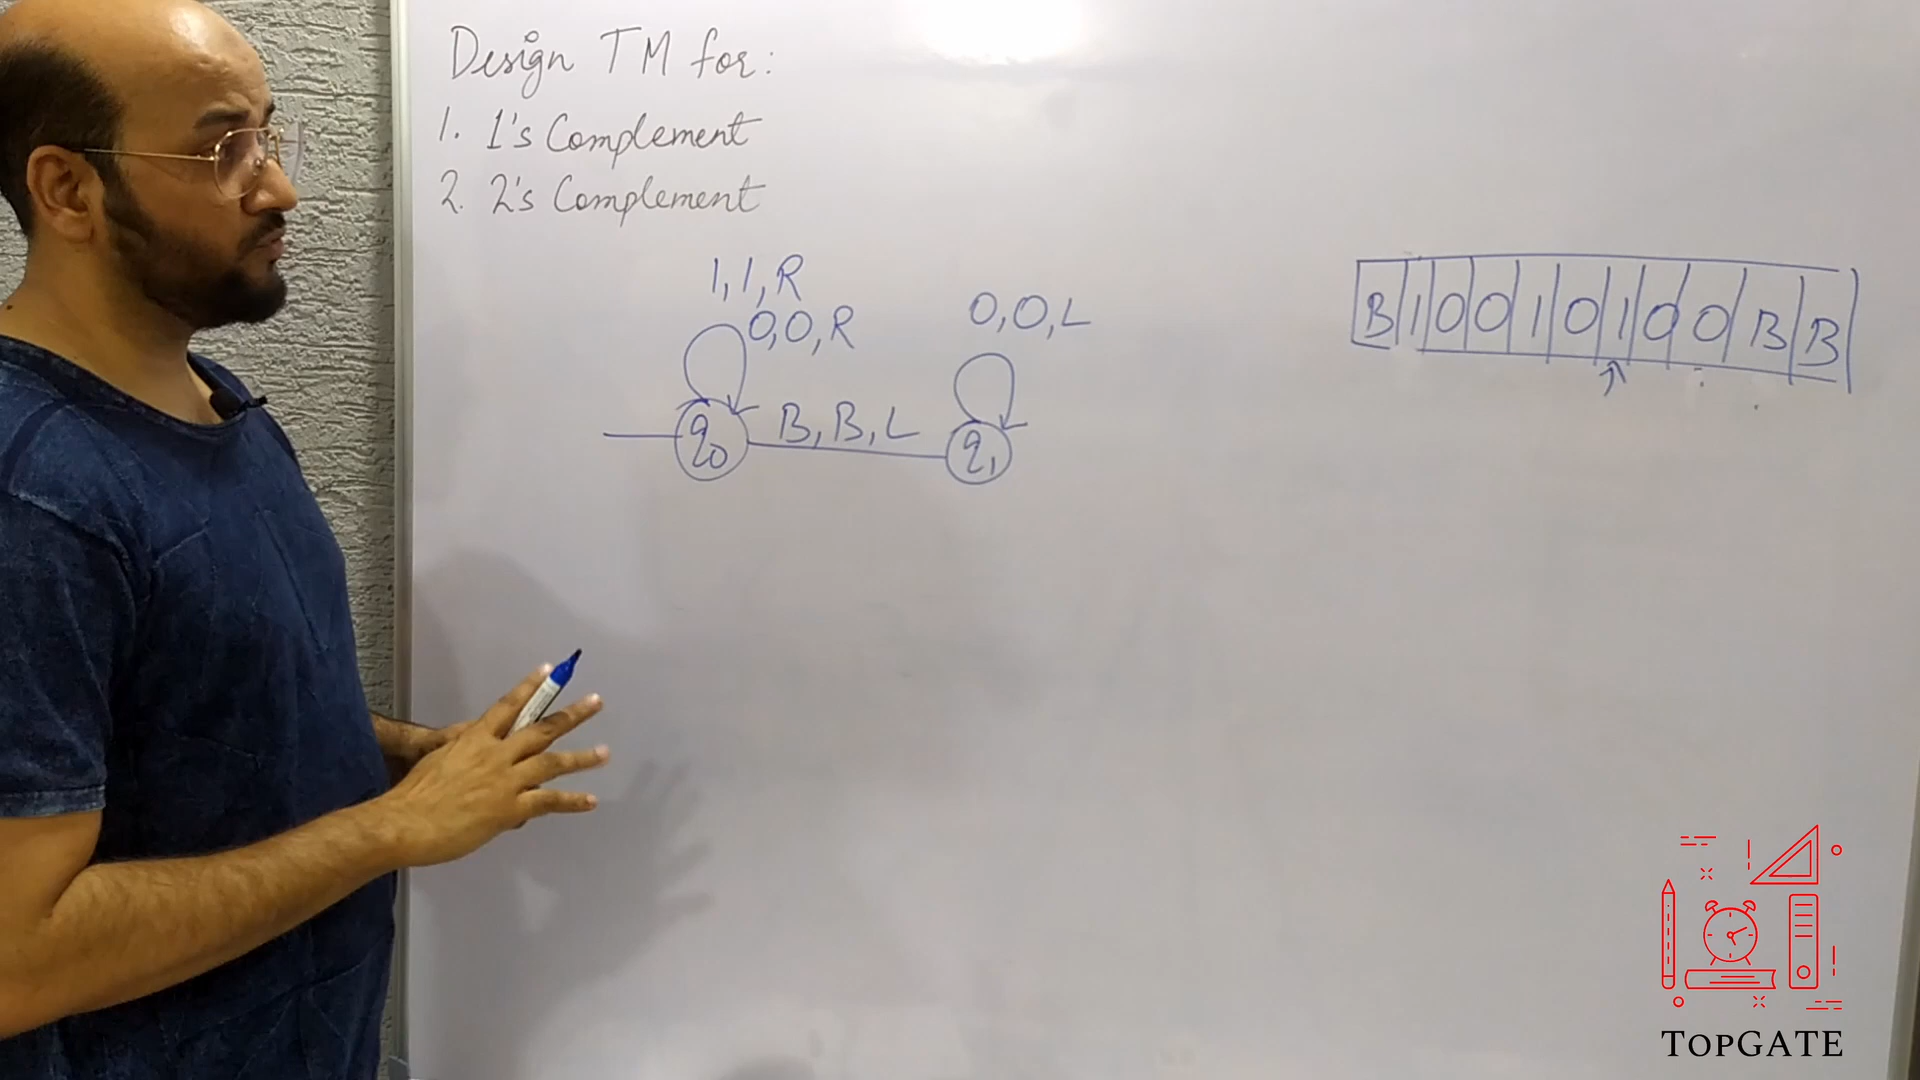 Design TM for:
1. 1's Complement
2. 2's Complement
1,1,R
0,0,R
0,0,L
B,B,L
q0
q1
B 1 0 0 1 0 1 0 0 B B
TOPGATE